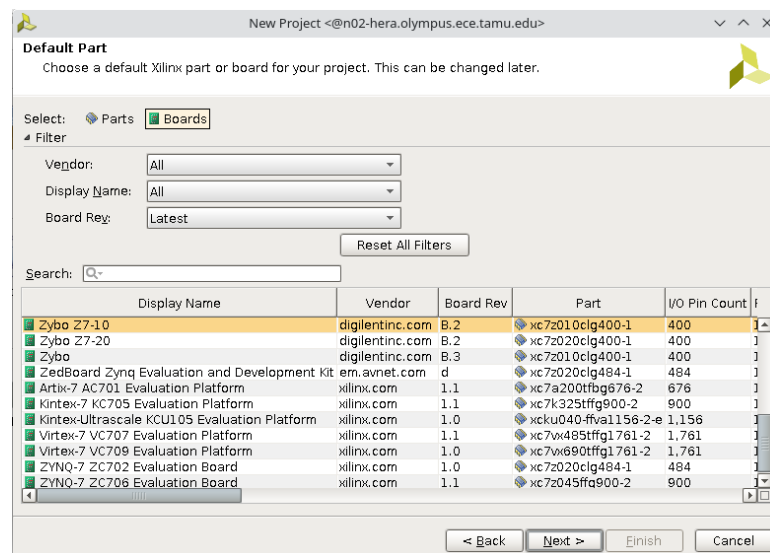 New Project <@n02-hera.olympus.ece.tamu.edu>
Default Part
Choose a default Xilinx part or board for your project. This can be changed later.
Select: Parts Boards
Filter
Vendor: All
Display Name: All
Board Rev: Latest
Reset All Filters
Search:
Display Name Vendor Board Rev Part I/O Pin Count
Zybo Z7-10 digilentinc.com B.2 xc7z010clg400-1 400
Zybo Z7-20 digilentinc.com B.2 xc7z020clg400-1 400
Zybo digilentinc.com B.3 xc7z010clg400-1 400
ZedBoard Zynq Evaluation and Development Kit em.avnet.com d xc7z020clg484-1 484
Artix-7 AC701 Evaluation Platform xilinx.com 1.1 xc7a200tfbg676-2 676
Kintex-7 KC705 Evaluation Platform xilinx.com 1.1 xc7k325tffg900-2 900
Kintex-Ultrascale KCU105 Evaluation Platform xilinx.com 1.0 xcku040-ffva1156-2-e 1,156
Virtex-7 VC707 Evaluation Platform xilinx.com 1.1 xc7vx485tffg1761-2 1,761
Virtex-7 VC709 Evaluation Platform xilinx.com 1.0 xc7vx690tffg1761-2 1,761
ZYNQ-7 ZC702 Evaluation Board xilinx.com 1.0 xc7z020clg484-1 484
ZYNQ-7 ZC706 Evaluation Board xilinx.com 1.1 xc7z045ffg900-2 900
< Back Next > Finish Cancel